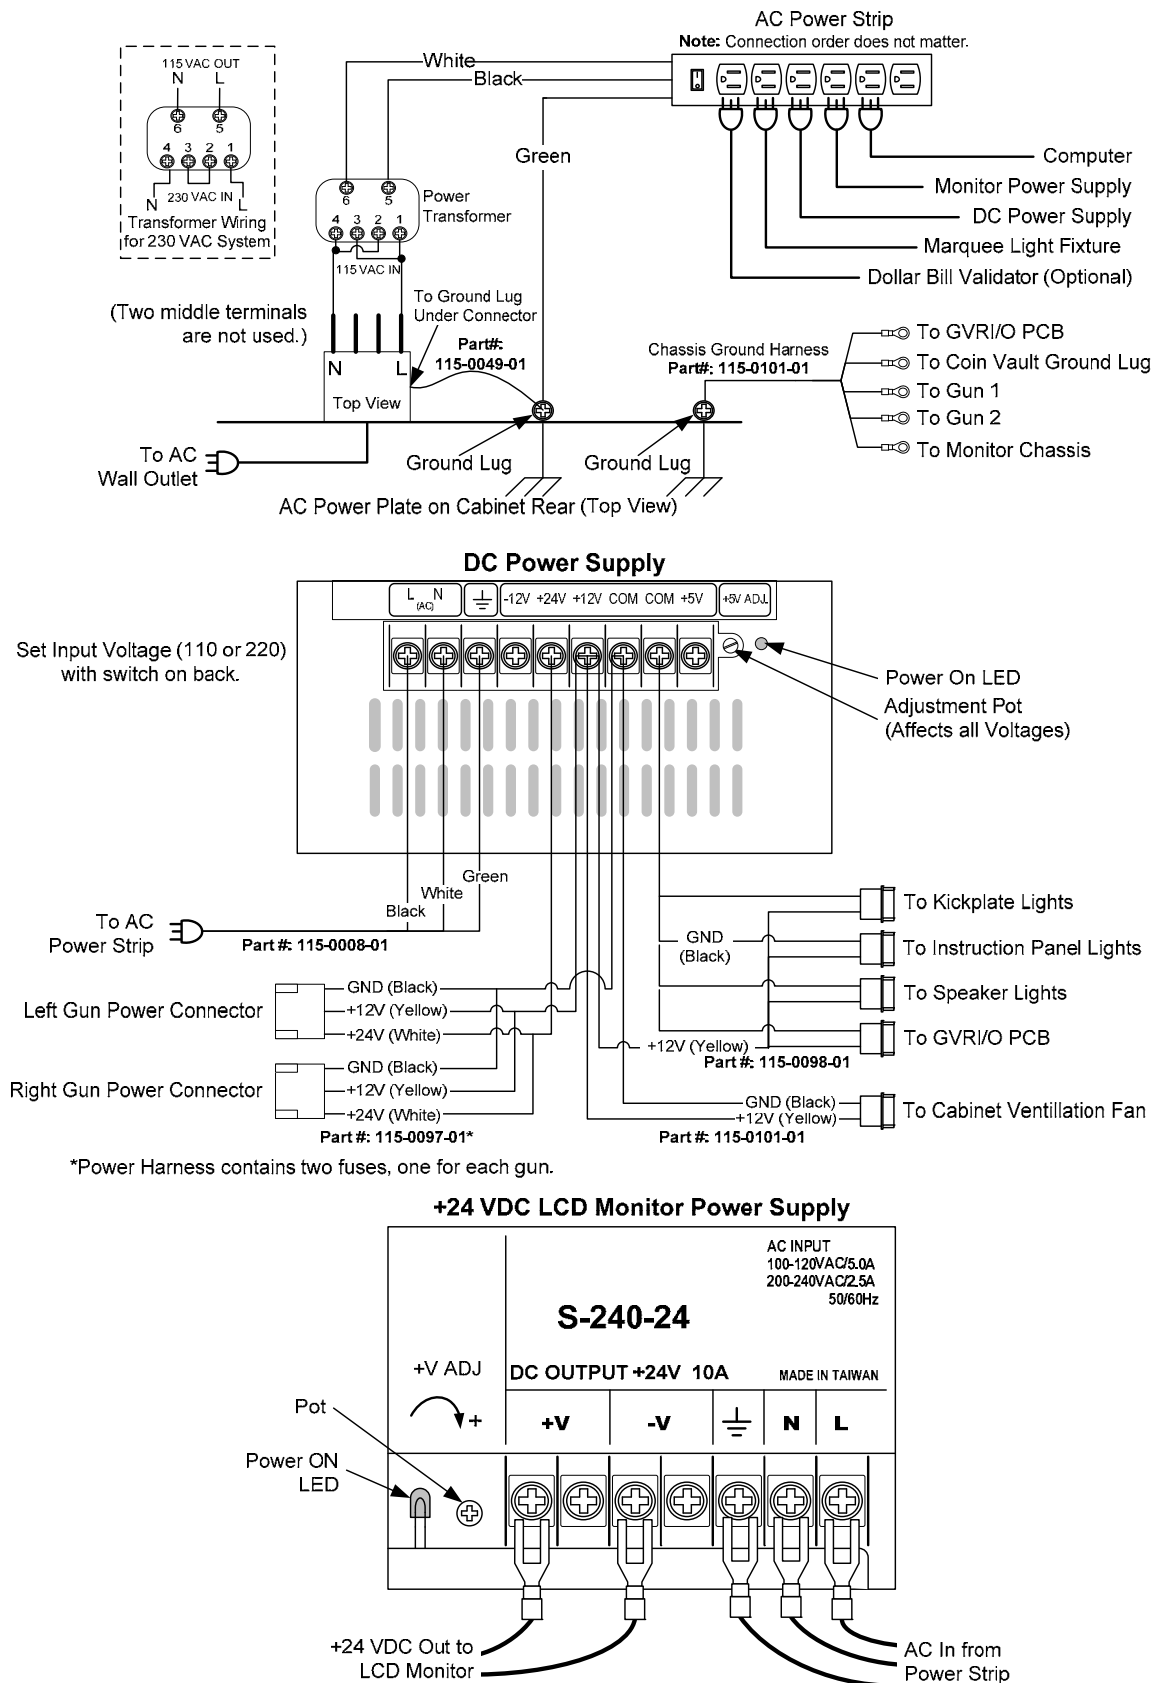 AC Power Strip
Note: Connection order does not matter.
115 VAC OUT
N L
6 5
4 3 2 1
230 VAC IN
N L
Transformer Wiring
for 230 VAC System
White
Black
Green
Computer
Monitor Power Supply
DC Power Supply
Marquee Light Fixture
Dollar Bill Validator (Optional)
6 5
4 3 2 1
Power
Transformer
115 VAC IN
(Two middle terminals
are not used.)
To Ground Lug
Under Connector
Part#:
115-0049-01
N L
Top View
Chassis Ground Harness
Part#: 115-0101-01
To GVRI/O PCB
To Coin Vault Ground Lug
To Gun 1
To Gun 2
To Monitor Chassis
To AC
Wall Outlet
Ground Lug
Ground Lug
AC Power Plate on Cabinet Rear (Top View)
DC Power Supply
L N
(AC)
-12V +24V +12V COM COM +5V
+5V ADJ.
Set Input Voltage (110 or 220)
with switch on back.
Power On LED
Adjustment Pot
(Affects all Voltages)
Green
White
Black
To AC
Power Strip
Part #: 115-0008-01
To Kickplate Lights
GND
(Black)
To Instruction Panel Lights
To Speaker Lights
To GVRI/O PCB
+12V (Yellow)
Part #: 115-0098-01
Left Gun Power Connector
GND (Black)
+12V (Yellow)
+24V (White)
Right Gun Power Connector
GND (Black)
+12V (Yellow)
+24V (White)
Part #: 115-0097-01*
GND (Black)
+12V (Yellow)
To Cabinet Ventillation Fan
Part #: 115-0101-01
*Power Harness contains two fuses, one for each gun.
+24 VDC LCD Monitor Power Supply
AC INPUT
100-120VAC/5.0A
200-240VAC/2.5A
50/60Hz
S-240-24
+V ADJ
DC OUTPUT +24V 10A
MADE IN TAIWAN
Pot
+
+V -V N L
Power ON
LED
+24 VDC Out to
LCD Monitor
AC In from
Power Strip